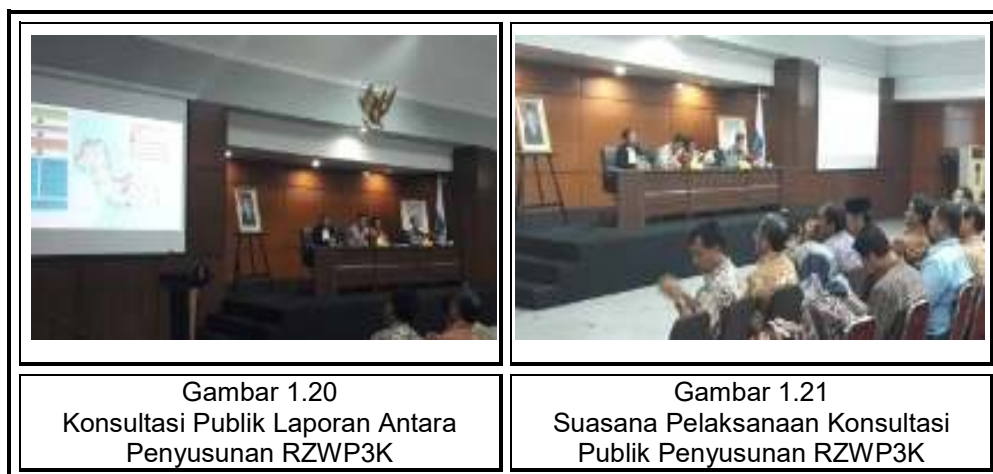 Gambar 1.20
Konsultasi Publik Laporan Antara
Penyusunan RZWP3K
Gambar 1.21
Suasana Pelaksanaan Konsultasi
Publik Penyusunan RZWP3K